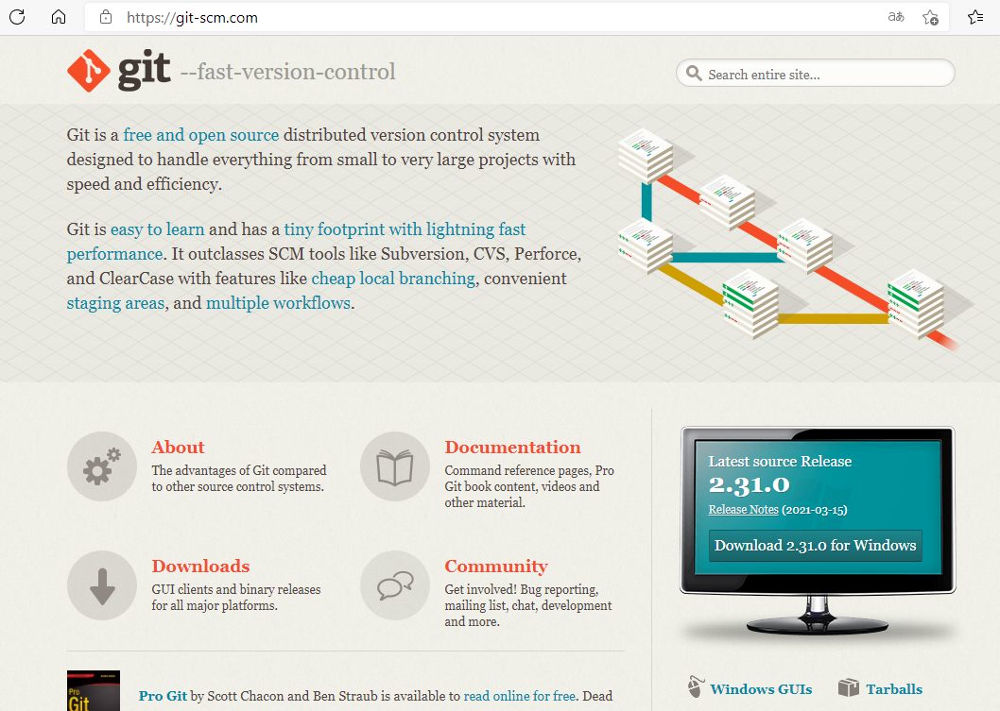 https://git-scm.com
aあ
git --fast-version-control
Search entire site...
Git is a free and open source distributed version control system
designed to handle everything from small to very large projects with
speed and efficiency.
Git is easy to learn and has a tiny footprint with lightning fast
performance. It outclasses SCM tools like Subversion, CVS, Perforce,
and ClearCase with features like cheap local branching, convenient
staging areas, and multiple workflows.
About
The advantages of Git compared
to other source control systems.
Documentation
Command reference pages, Pro
Git book content, videos and
other material.
Downloads
GUI clients and binary releases
for all major platforms.
Community
Get involved! Bug reporting,
mailing list, chat, development
and more.
Latest source Release
2.31.0
Release Notes (2021-03-15)
Download 2.31.0 for Windows
Windows GUIs
Tarballs
Pro
Git
Pro Git by Scott Chacon and Ben Straub is available to read online for free. Dead